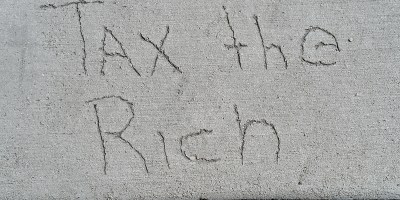 TAX the
Rich